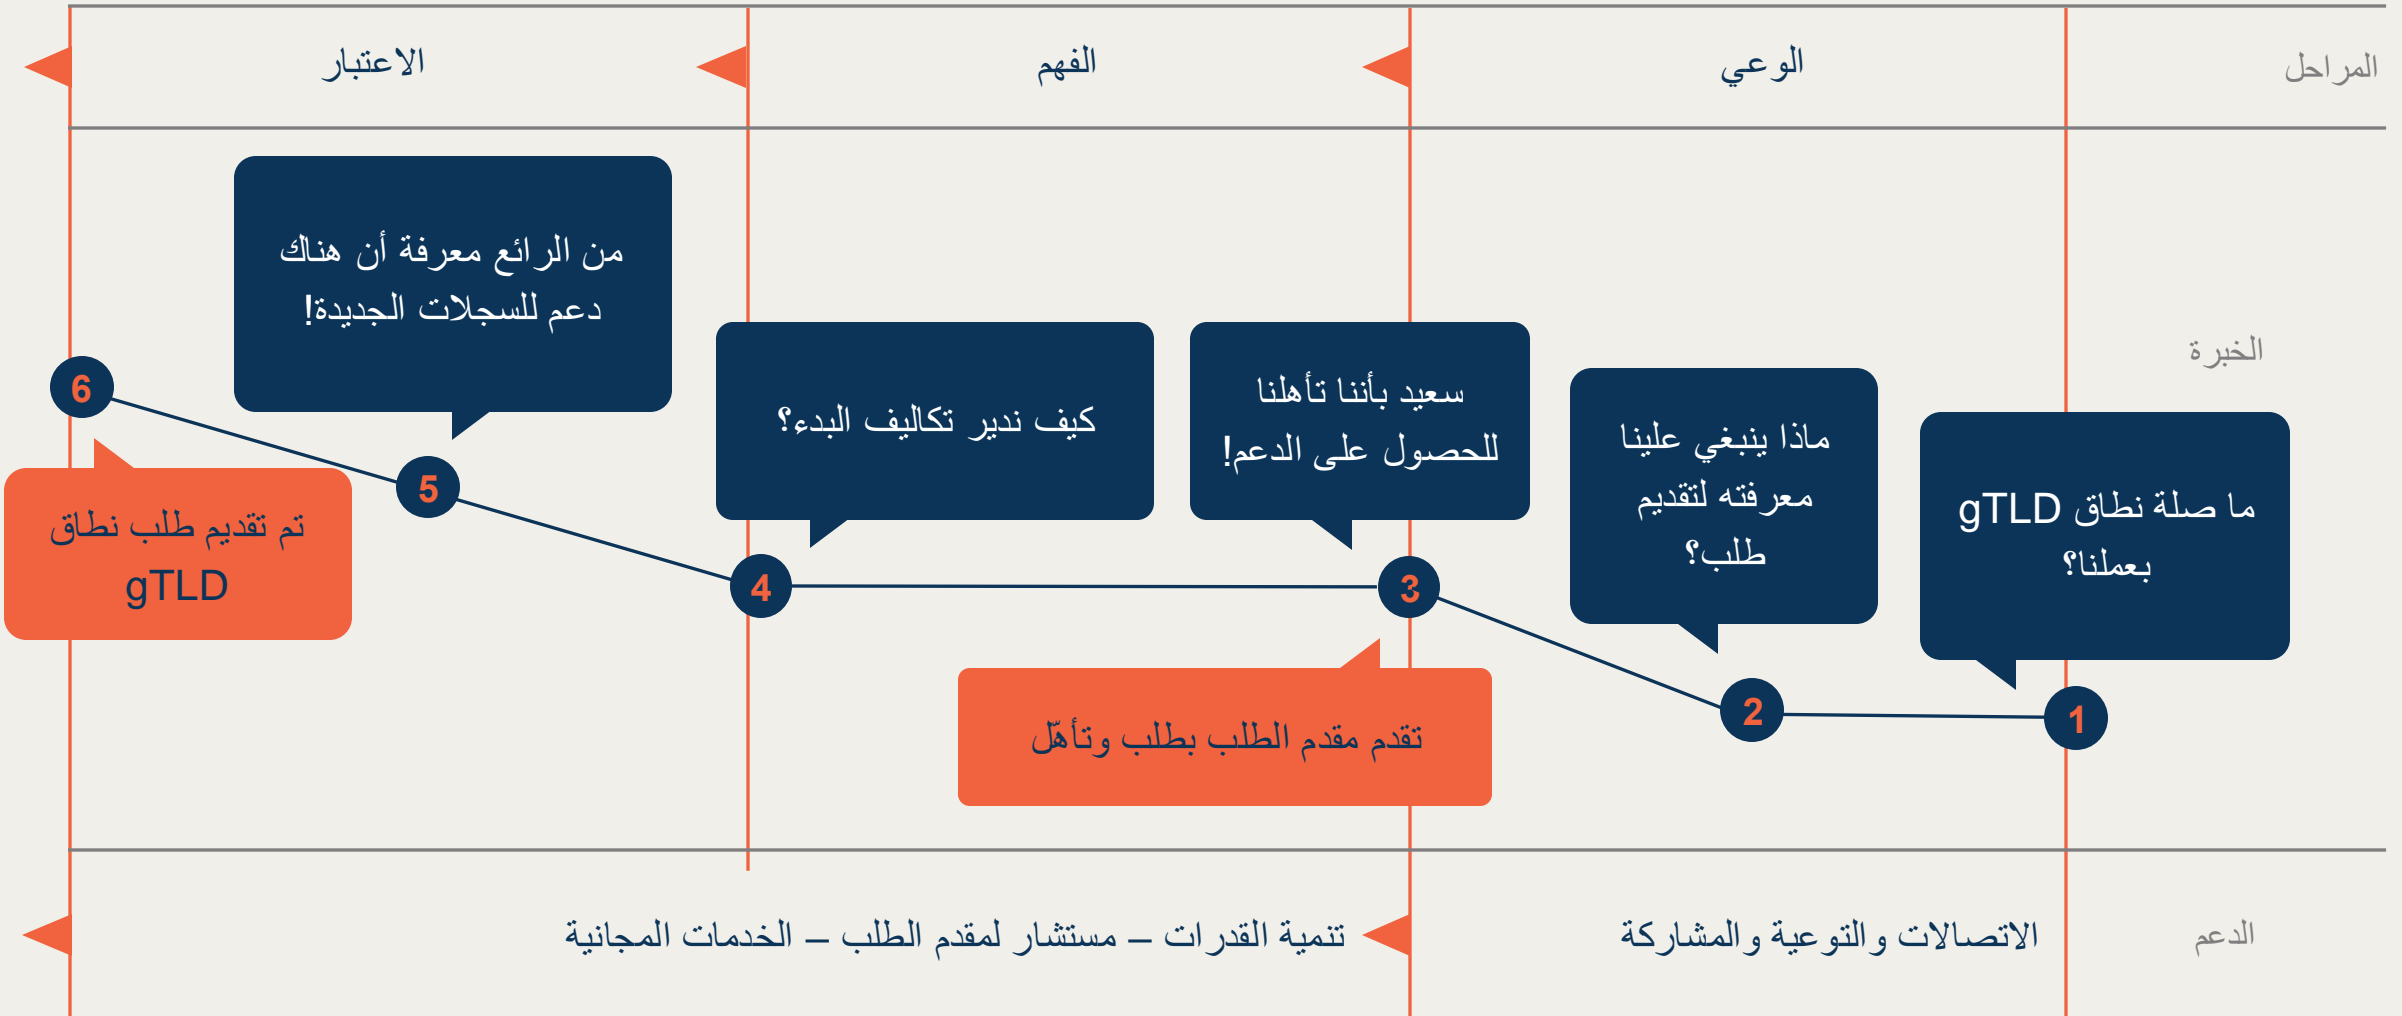 المراحل
الوعي
الفهم
الاعتبار
الخبرة
ما صلة نطاق gTLD
بعملنا؟
1
ماذا ينبغي علينا
معرفته لتقديم
طلب؟
2
سعيد بأننا تأهلنا
للحصول على الدعم!
3
تقدم مقدم الطلب بطلب وتأهّل
كيف ندير تكاليف البدء؟
4
من الرائع معرفة أن هناك
دعم للسجلات الجديدة!
5
6
تم تقديم طلب نطاق
gTLD
الدعم
الاتصالات والتوعية والمشاركة
تنمية القدرات – مستشار لمقدم الطلب – الخدمات المجانية